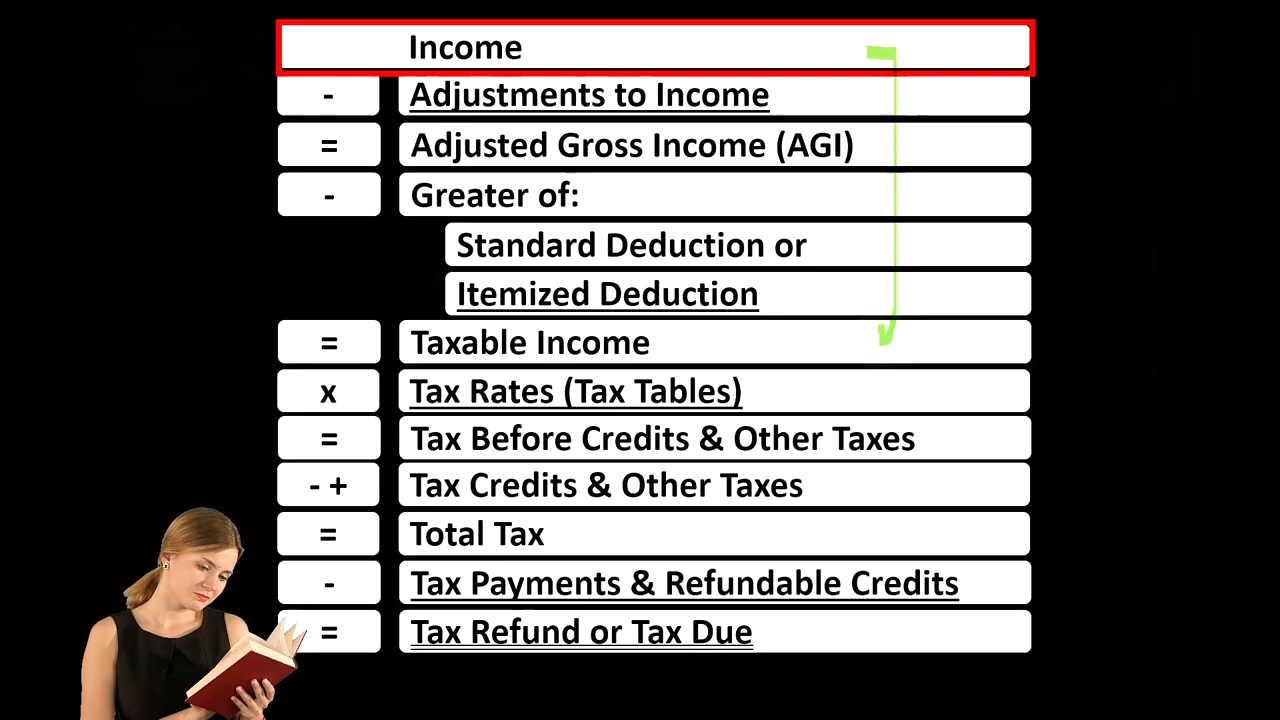 Income
- Adjustments to Income
= Adjusted Gross Income (AGI)
- Greater of:
Standard Deduction or
Itemized Deduction
= Taxable Income
x Tax Rates (Tax Tables)
= Tax Before Credits & Other Taxes
- + Tax Credits & Other Taxes
= Total Tax
- Tax Payments & Refundable Credits
= Tax Refund or Tax Due